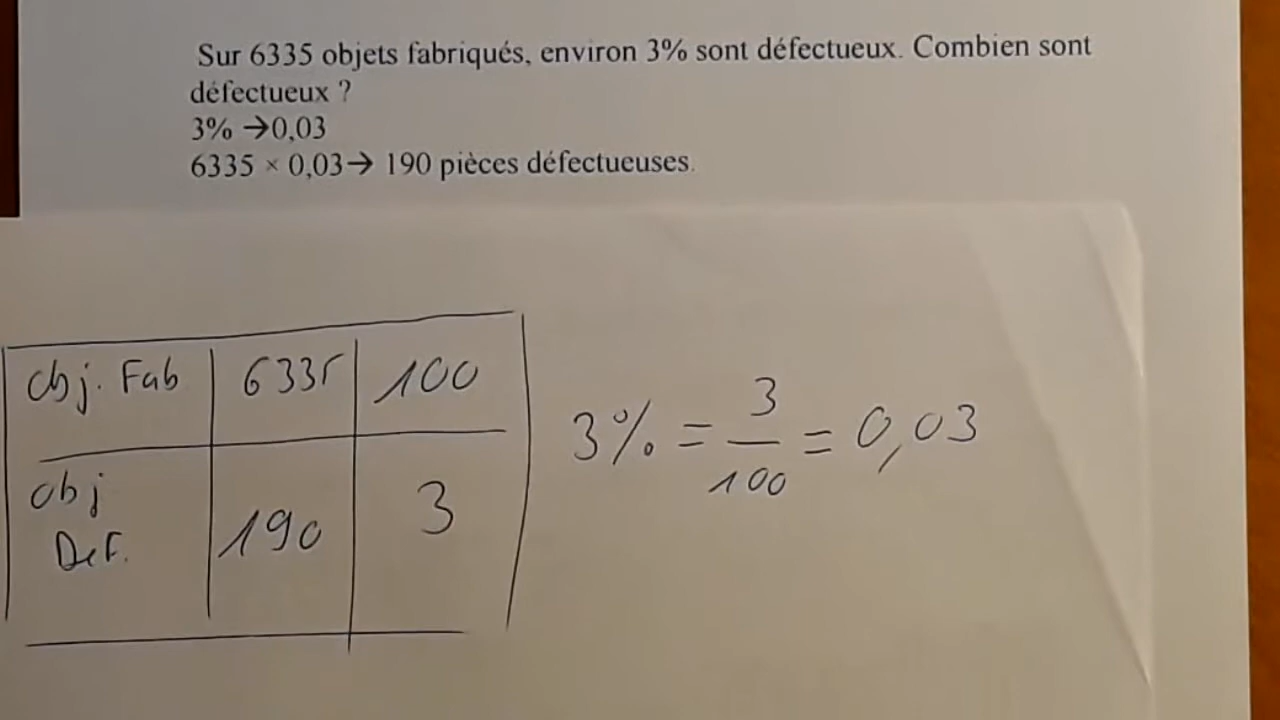 Sur 6335 objets fabriqués, environ 3% sont défectueux. Combien sont
défectueux ?
3% →0,03
6335 × 0,03→ 190 pièces défectueuses.
Obj. Fab 6335 100
Obj
Def. 190 3
3% = 3/100 = 0,03